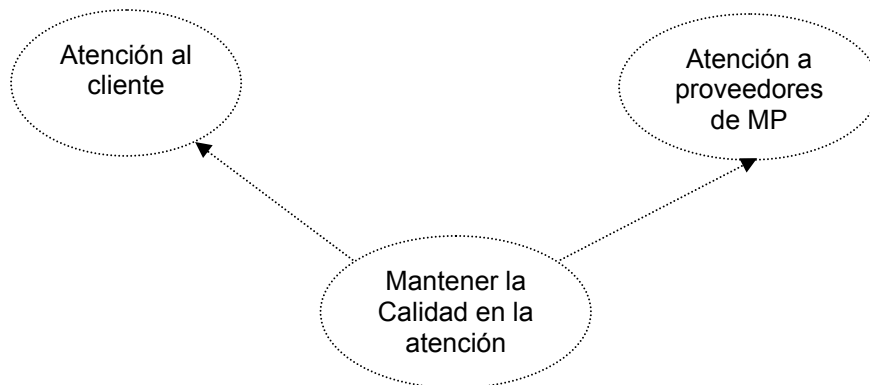 Atención al
cliente
Atención a
proveedores
de MP
Mantener la
Calidad en la
atención